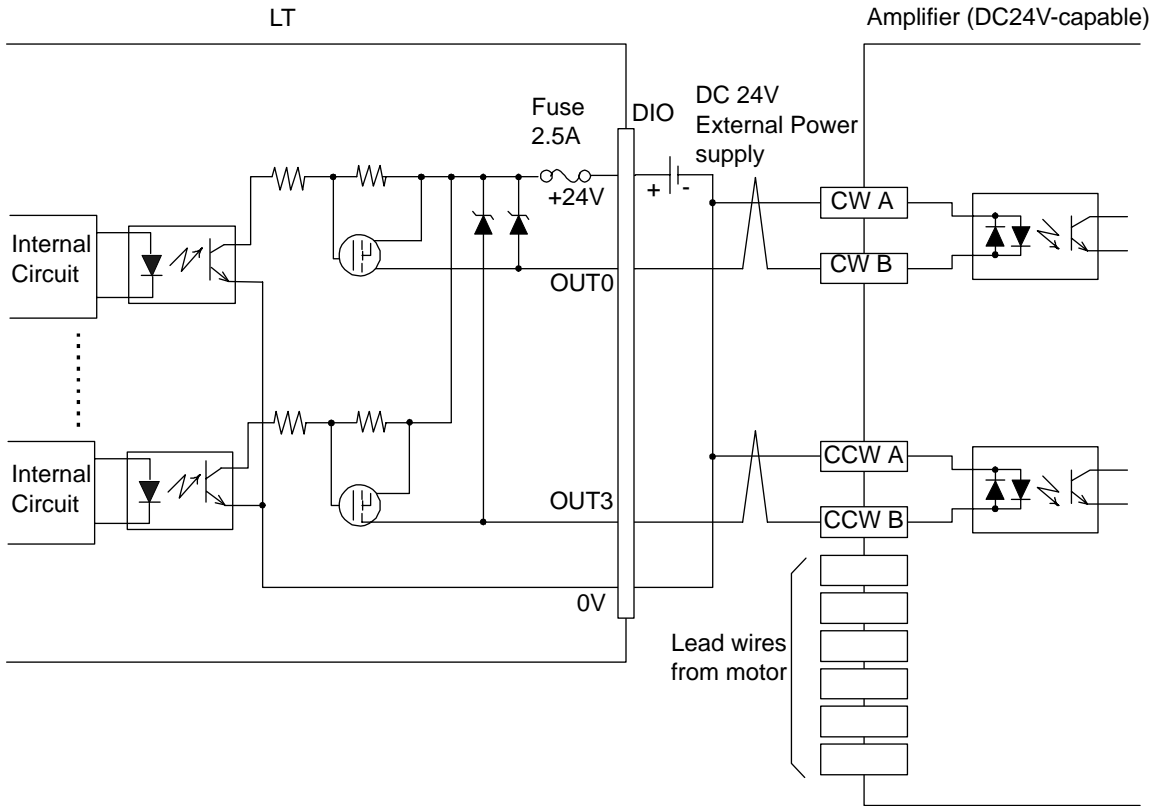 LT
Amplifier (DC24V-capable)
Fuse
2.5A
DIO
DC 24V
External Power
supply
+24V
+
-
CW A
CW B
Internal
Circuit
OUT0
CCW A
CCW B
Internal
Circuit
OUT3
0V
Lead wires
from motor